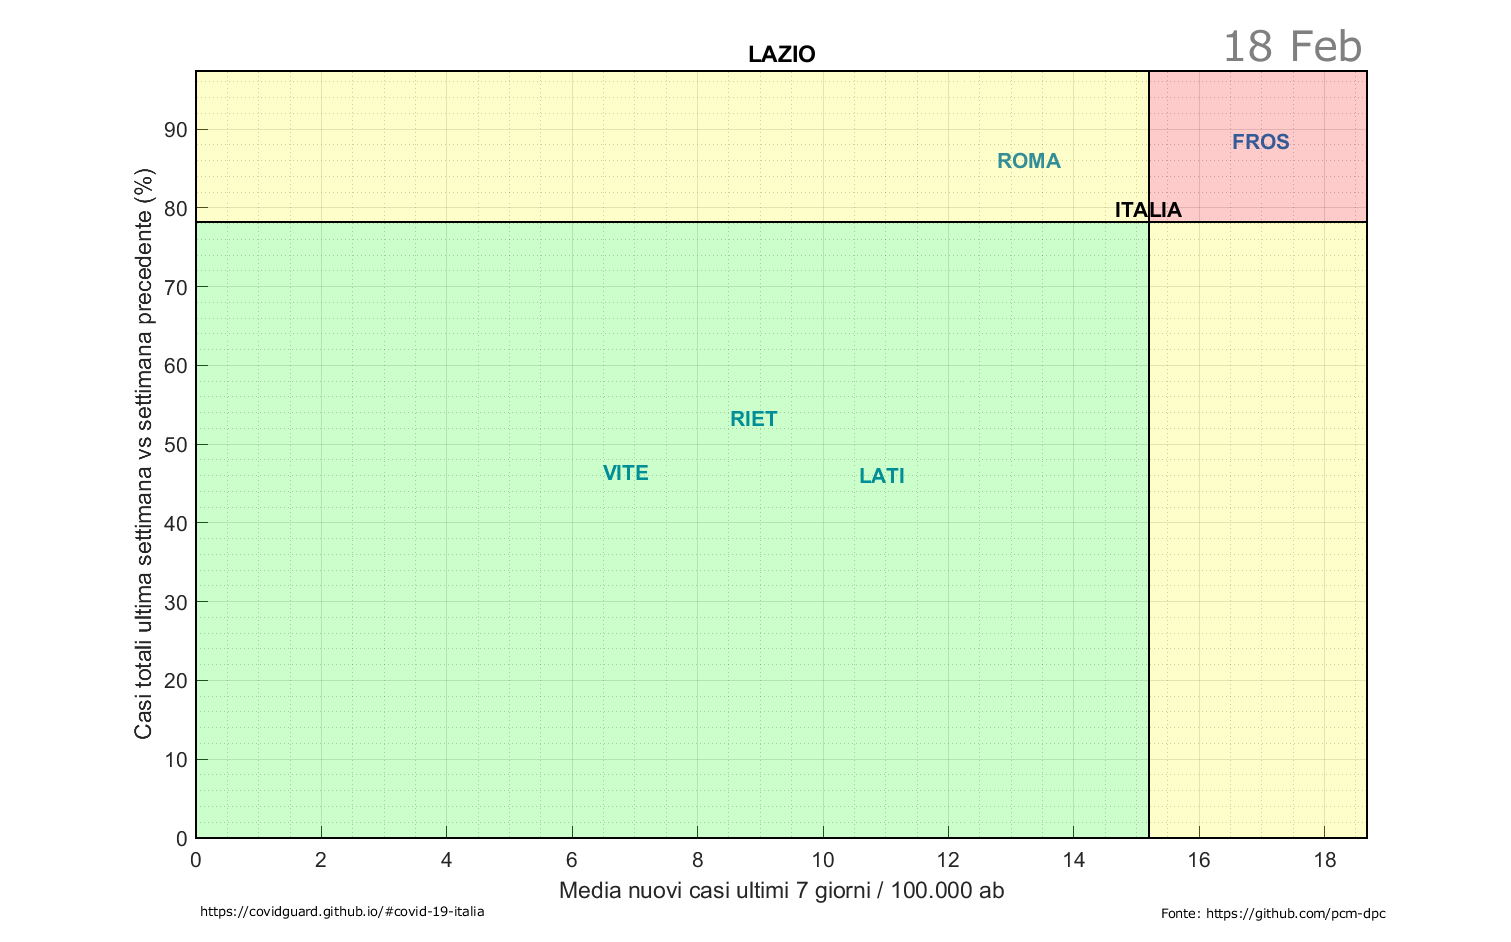 LAZIO
18 Feb
Casi totali ultima settimana vs settimana precedente (%)
90
80
70
60
50
40
30
20
10
0
FROS
ROMA
ITALIA
RIET
VITE
LATI
0 2 4 6 8 10 12 14 16 18
Media nuovi casi ultimi 7 giorni / 100.000 ab
https://covidguard.github.io/#covid-19-italia
Fonte: https://github.com/pcm-dpc